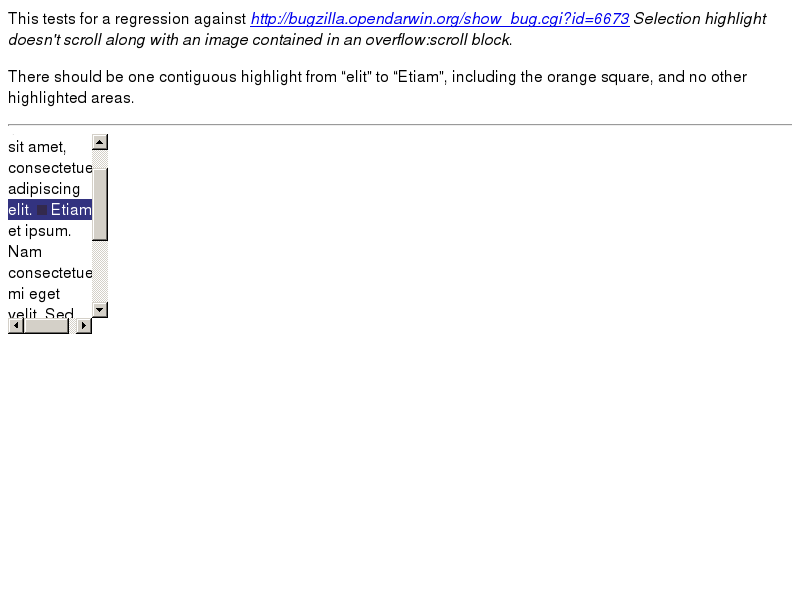 This tests for a regression against http://bugzilla.opendarwin.org/show_bug.cgi?id=6673 Selection highlight
doesn't scroll along with an image contained in an overflow:scroll block.
There should be one contiguous highlight from "elit" to "Etiam", including the orange square, and no other
highlighted areas.
sit amet,
consectetue
adipiscing
elit. Etiam
et ipsum.
Nam
consectetue
mi eget
velit. Sed